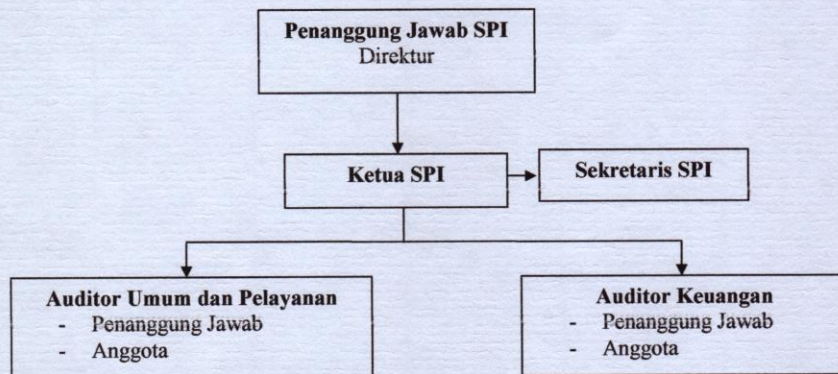 Penanggung Jawab SPI
Direktur
Ketua SPI
Sekretaris SPI
Auditor Umum dan Pelayanan
- Penanggung Jawab
- Anggota
Auditor Keuangan
- Penanggung Jawab
- Anggota